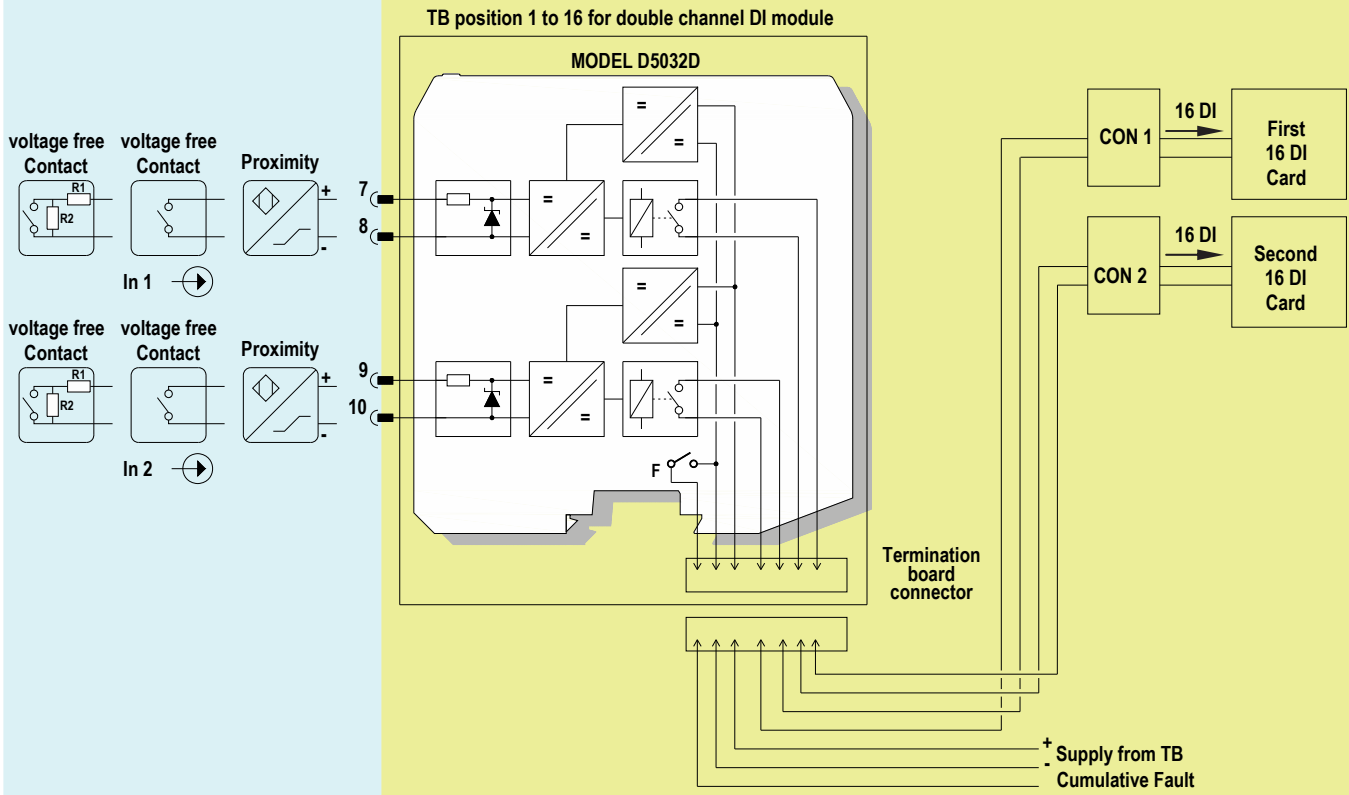 TB position 1 to 16 for double channel DI module
MODEL D5032D
voltage free
Contact
R1
R2
voltage free
Contact
Proximity
+
-
7
8
In 1
=
=
=
=
voltage free
Contact
R1
R2
voltage free
Contact
Proximity
+
-
9
10
In 2
=
=
=
=
F
Termination
board
connector
CON 1
16 DI
First
16 DI
Card
CON 2
16 DI
Second
16 DI
Card
+
-
Supply from TB
Cumulative Fault